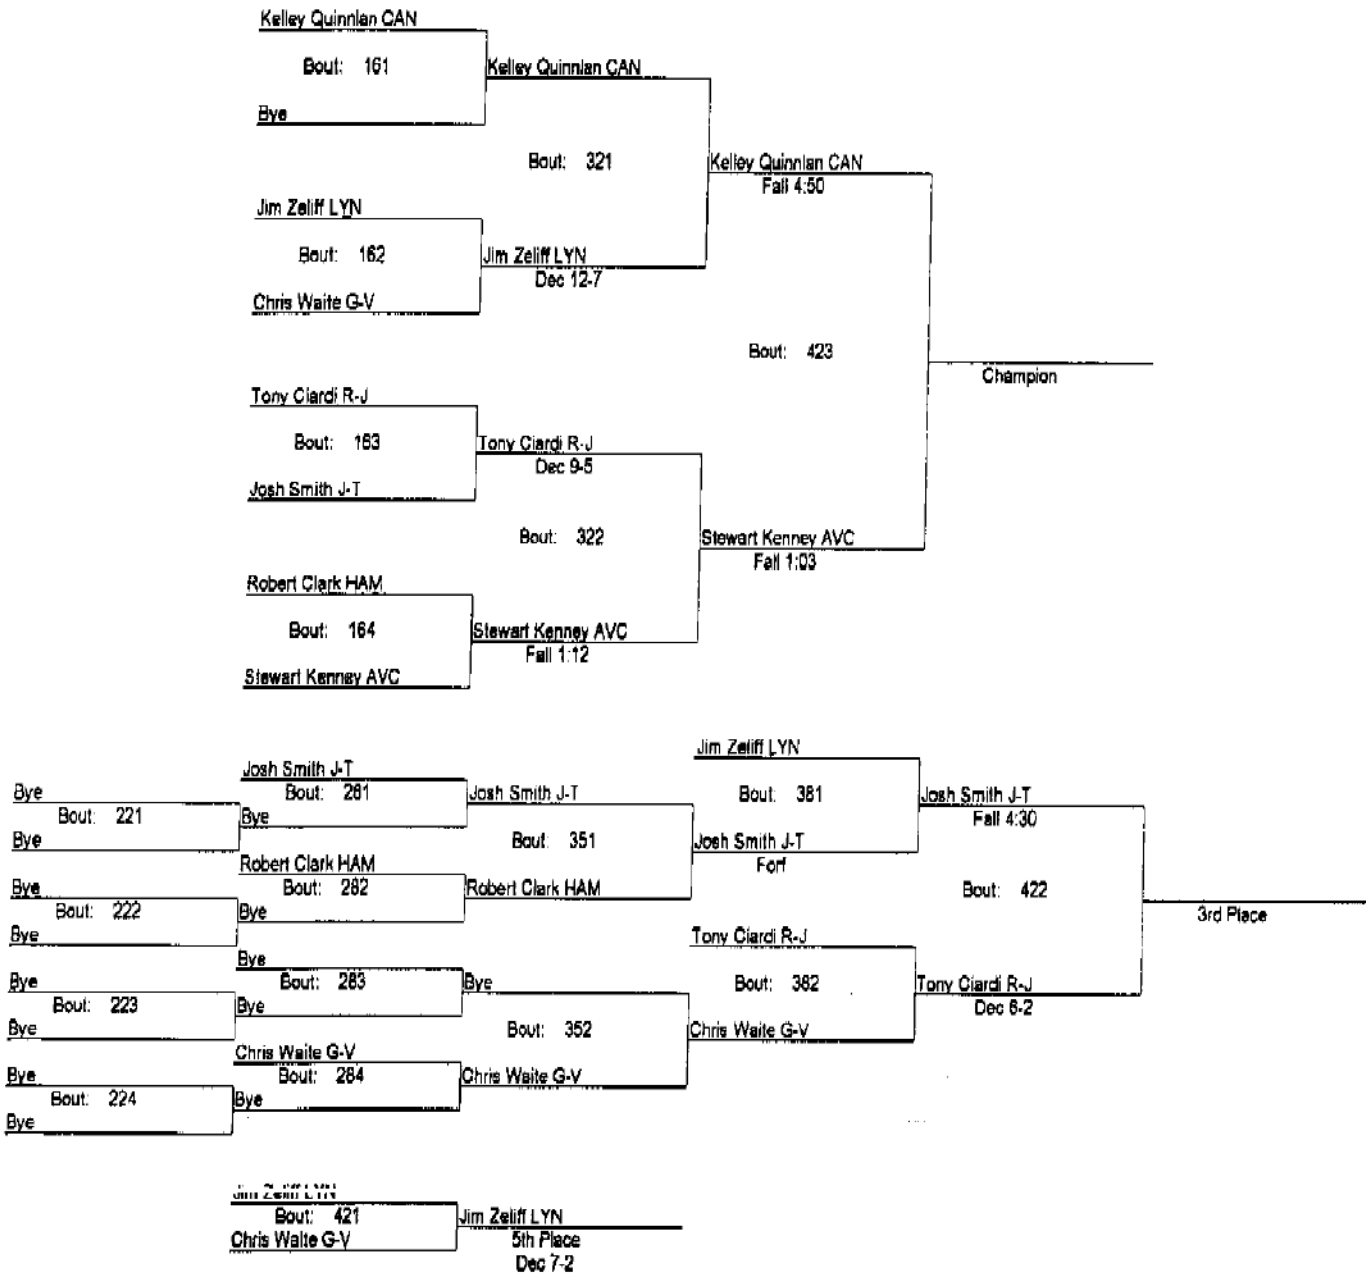 Kelley Quinnlan CAN
Bout: 161
Kelley Quinnlan CAN
Bye
Bout: 321
Kelley Quinnlan CAN
Fall 4:50
Jim Zeliff LYN
Bout: 162
Jim Zeliff LYN
Dec 12-7
Chris Waite G-V
Bout: 423
Champion
Tony Ciardi R-J
Bout: 163
Tony Ciardi R-J
Dec 9-5
Josh Smith J-T
Bout: 322
Stewart Kenney AVC
Fall 1:03
Robert Clark HAM
Bout: 164
Stewart Kenney AVC
Fall 1:12
Stewart Kenney AVC
Jim Zeliff LYN
Josh Smith J-T
Bye
Bout: 221
Bye
Bout: 281
Bye
Josh Smith J-T
Bout: 381
Josh Smith J-T
Fall 4:30
Bout: 351
Josh Smith J-T
Forf
Robert Clark HAM
Bye
Bout: 222
Bye
Bout: 282
Bye
Robert Clark HAM
Bout: 422
3rd Place
Tony Ciardi R-J
Bye
Bye
Bout: 223
Bye
Bout: 283
Bye
Bye
Bout: 382
Tony Ciardi R-J
Dec 6-2
Bout: 352
Chris Waite G-V
Chris Waite G-V
Bye
Bout: 224
Bye
Bout: 284
Bye
Chris Waite G-V
Jim Zeliff LYN
Bout: 421
Chris Waite G-V
Jim Zeliff LYN
5th Place
Dec 7-2